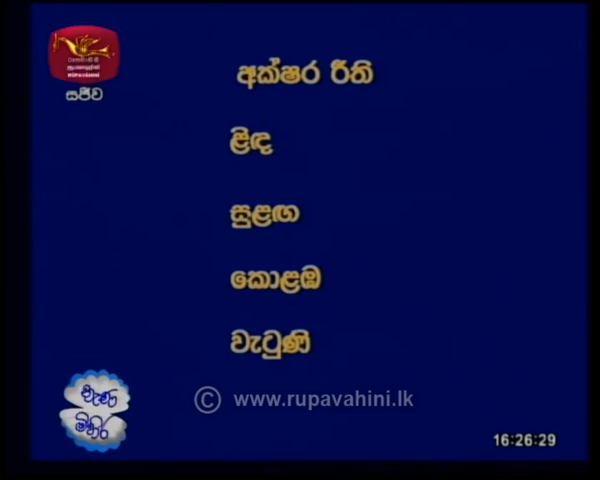 සජීව
අක්ෂර රීති
ළිඳ
සුළඟ
කොළඹ
වැටුණි
නැණ
මිහිර
© www.rupavahini.lk
16:26:29